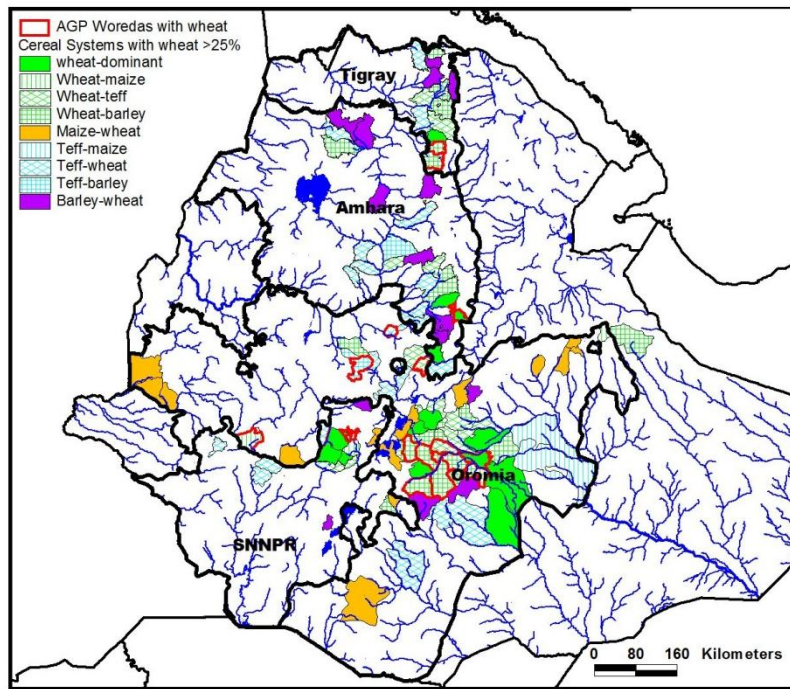 AGP Woredas with wheat
Cereal Systems with wheat >25%
wheat-dominant
Wheat-maize
Wheat-teff
Wheat-barley
Maize-wheat
Teff-maize
Teff-wheat
Teff-barley
Barley-wheat
Tigray
Amhara
Oromia
SNNPR
0 80 160 Kilometers